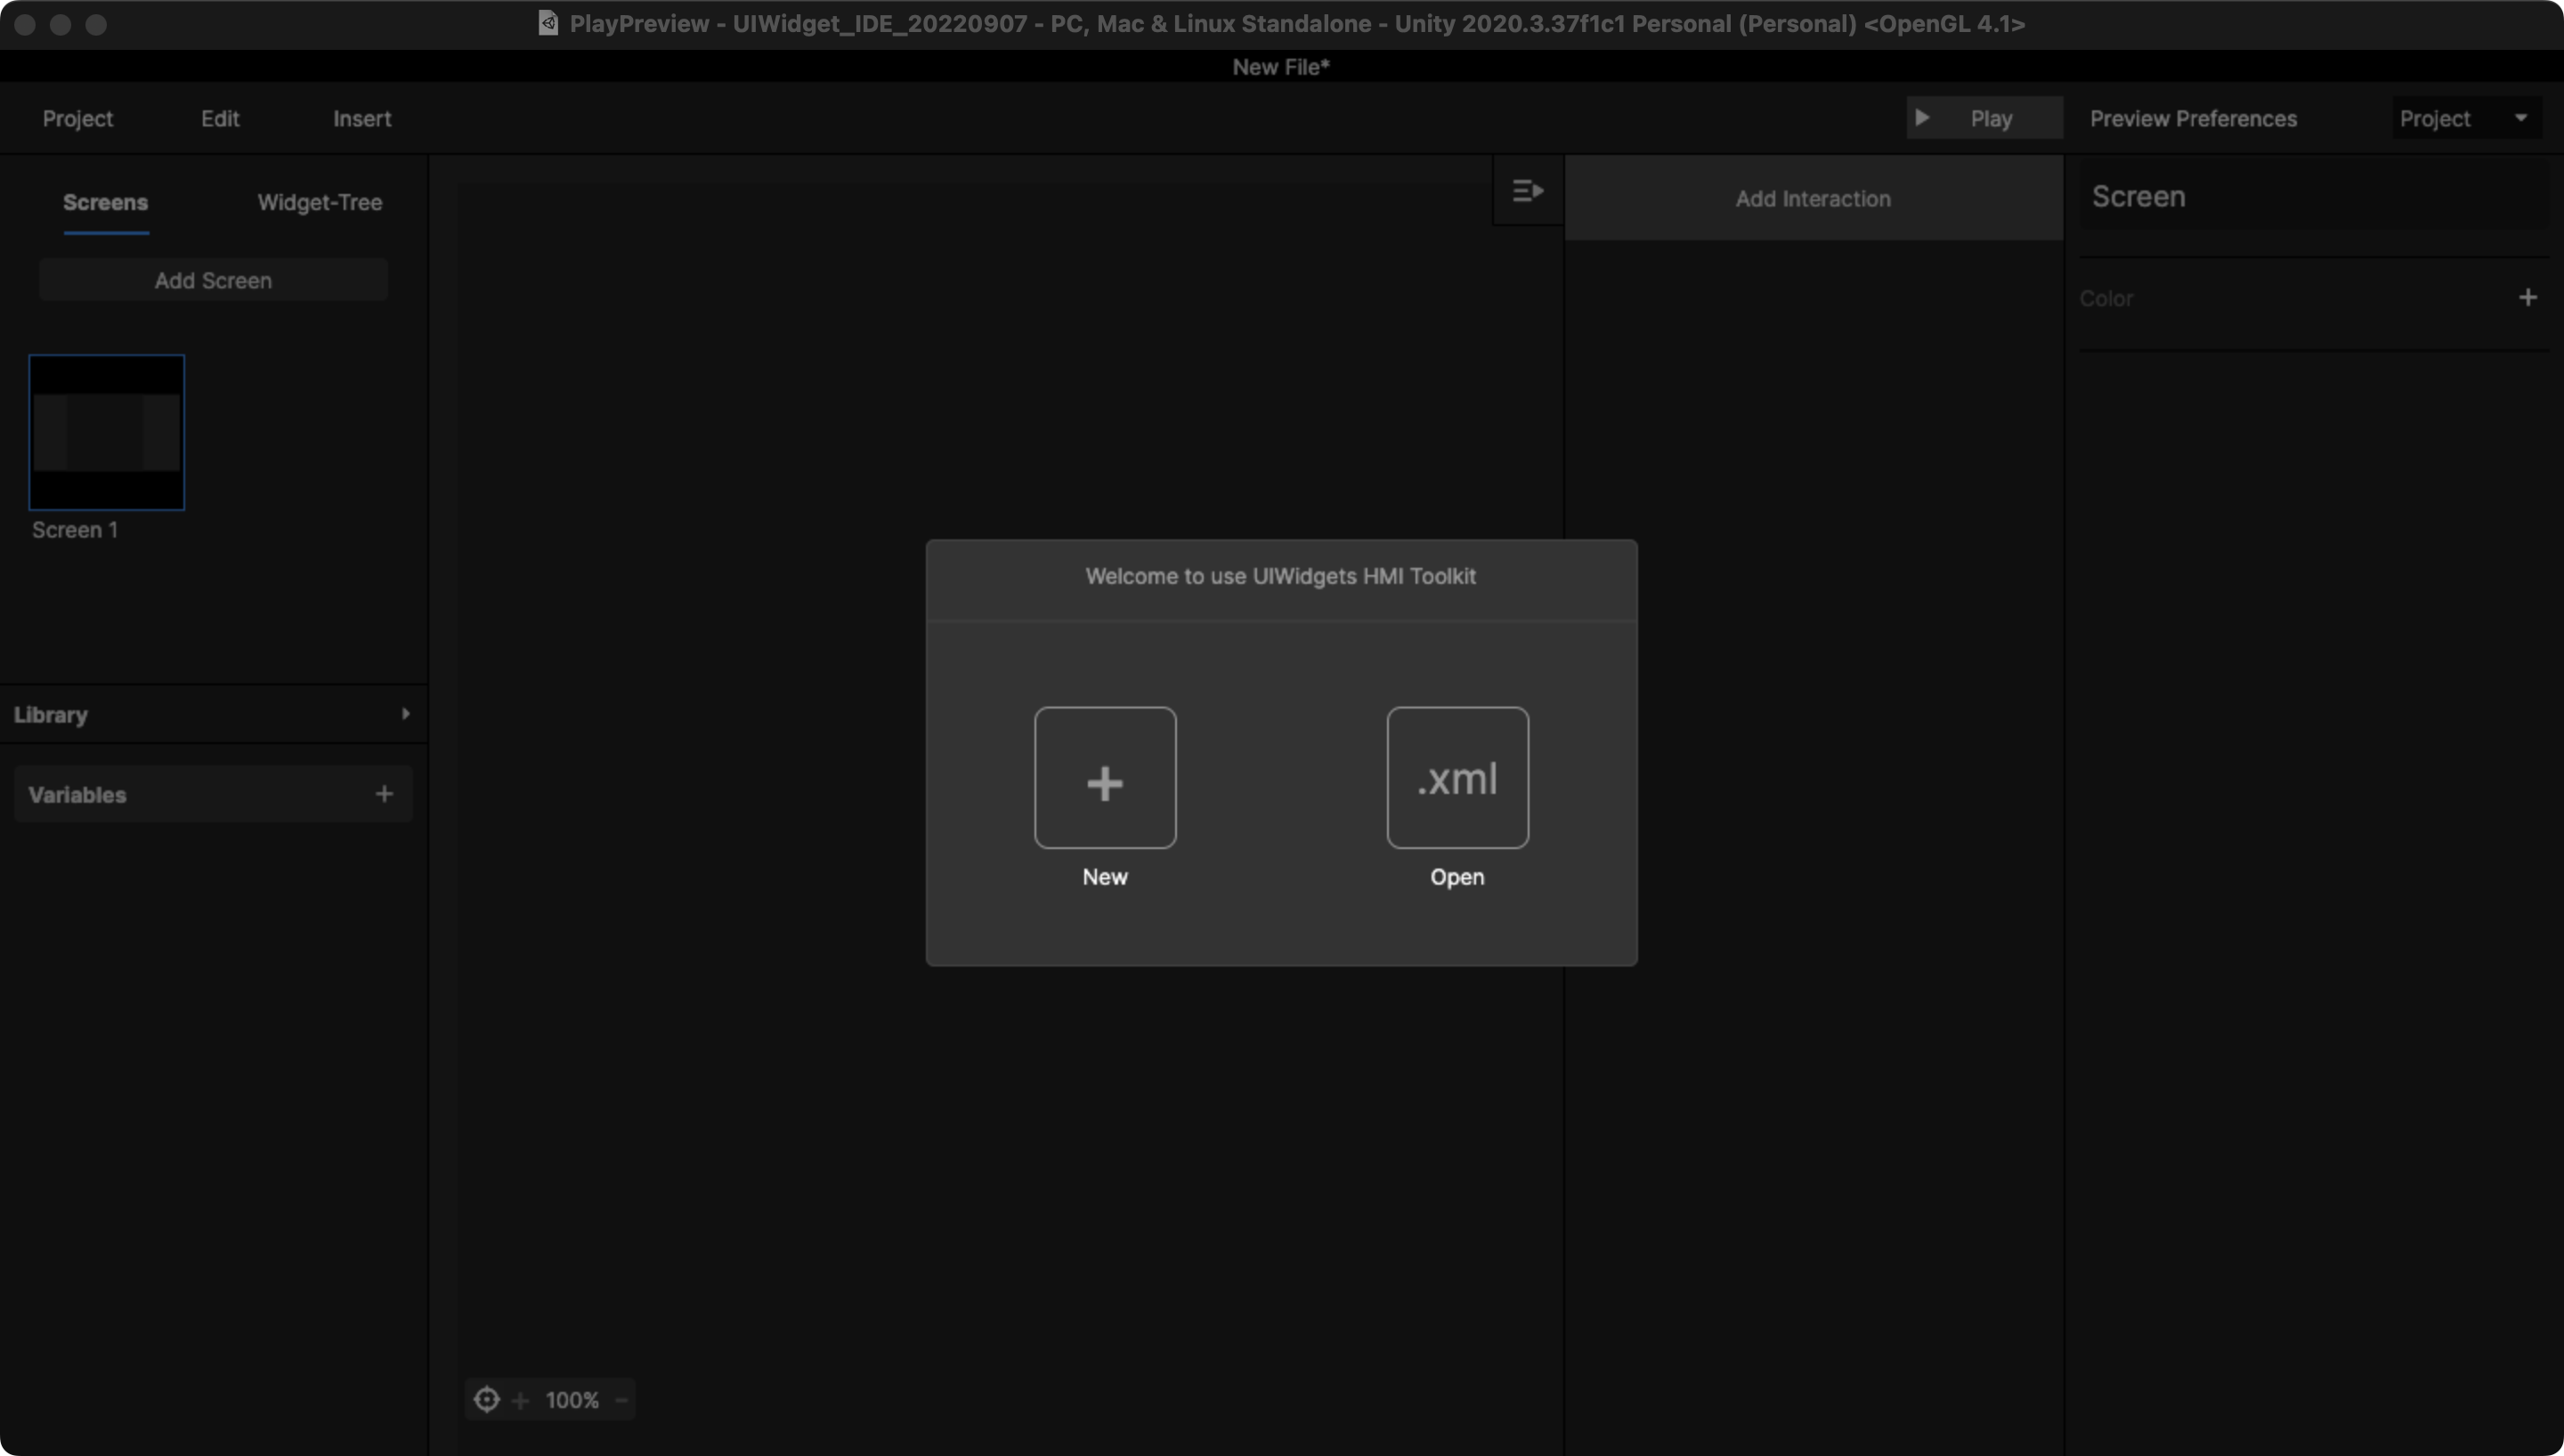 PlayPreview - UIWidget_IDE_20220907 - PC, Mac & Linux Standalone - Unity 2020.3.37f1c1 Personal (Personal) <OpenGL 4.1>
New File*
Project Edit Insert Play Preview Preferences Project
Screens Widget-Tree
Add Interaction
Screen
Add Screen
Color
Screen 1
Welcome to use UIWidgets HMI Toolkit
Library
Variables
.xml
New Open
100%